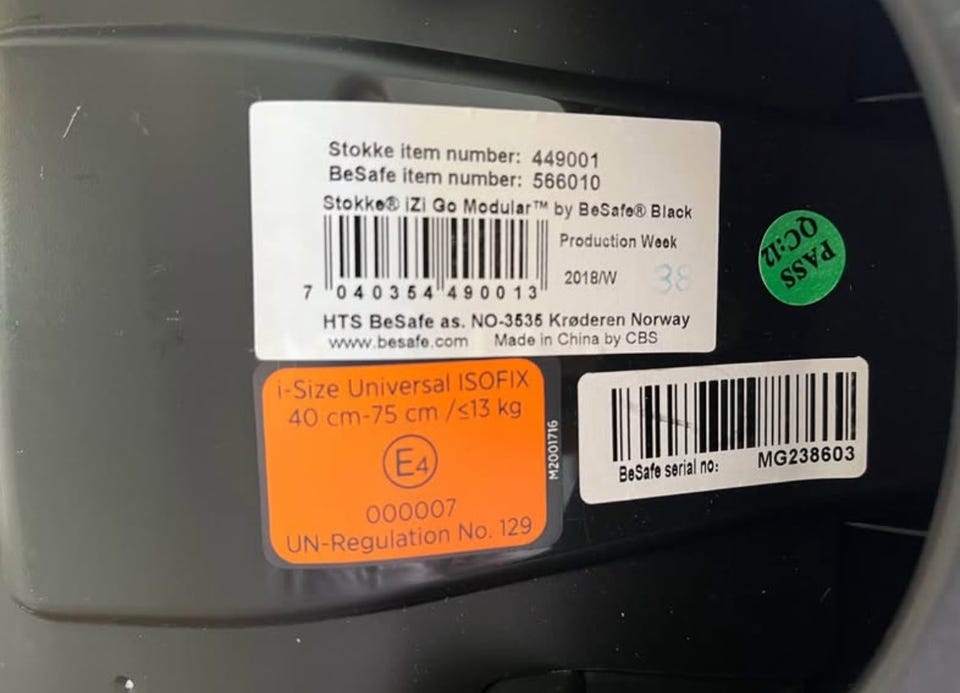 Stokke item number: 449001
BeSafe item number: 566010
Stokke® iZi Go Modular™ by BeSafe® Black
Production Week
2018/W 38
7 040354 490013
HTS BeSafe as. NO-3535 Krøderen Norway
www.besafe.com Made in China by CBS
PASS
QC:12
i-Size Universal ISOFIX
40 cm-75 cm /≤13 kg
E4
000007
UN-Regulation No. 129
M2001716
BeSafe serial no: MG238603